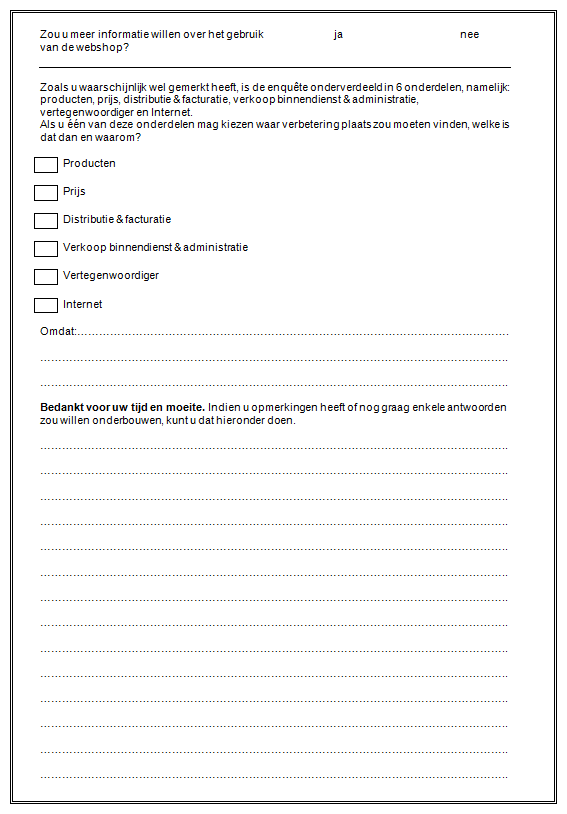 Zou u meer informatie willen over het gebruik ja nee
van de webshop?
Zoals u waarschijnlijk wel gemerkt heeft, is de enquête onderverdeeld in 6 onderdelen, namelijk:
producten, prijs, distributie & facturatie, verkoop binnendienst & administratie,
vertegenwoordiger en Internet.
Als u één van deze onderdelen mag kiezen waar verbetering plaats zou moeten vinden, welke is
dat dan en waarom?
Producten
Prijs
Distributie & facturatie
Verkoop binnendienst & administratie
Vertegenwoordiger
Internet
Omdat:
Bedankt voor uw tijd en moeite. Indien u opmerkingen heeft of nog graag enkele antwoorden
zou willen onderbouwen, kunt u dat hieronder doen.